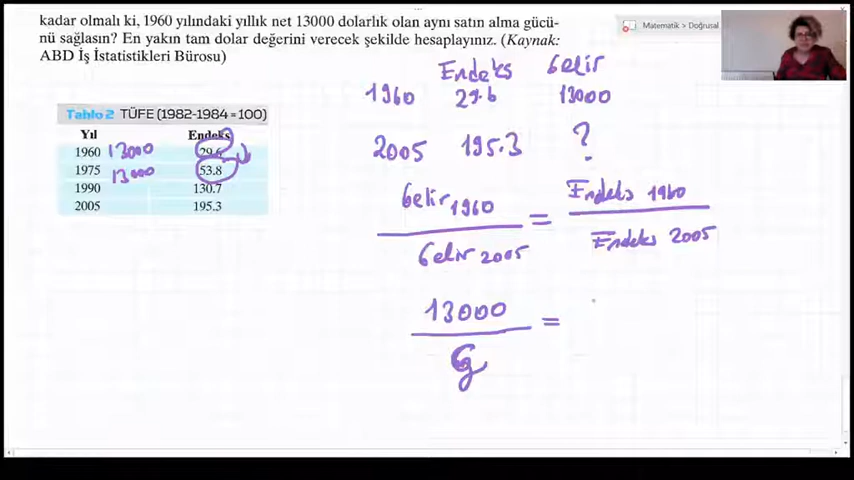 kadar olmalı ki, 1960 yılındaki yıllık net 13000 dolarlık olan aynı satın alma gücü-
nü sağlasın? En yakın tam dolar değerini verecek şekilde hesaplayınız. (Kaynak:
ABD İş İstatistikleri Bürosu)
Matematik > Doğrusal
Endeks Gelir
1960 29.6 13000
2005 195.3 ?
Tablo 2 TÜFE (1982-1984=100)
Yıl Endeks
1960 13000 29.6
1975 13000 53.8
1990 130.7
2005 195.3
Gelir 1960 = Endeks 1960
Gelir 2005 Endeks 2005
13000 =
G